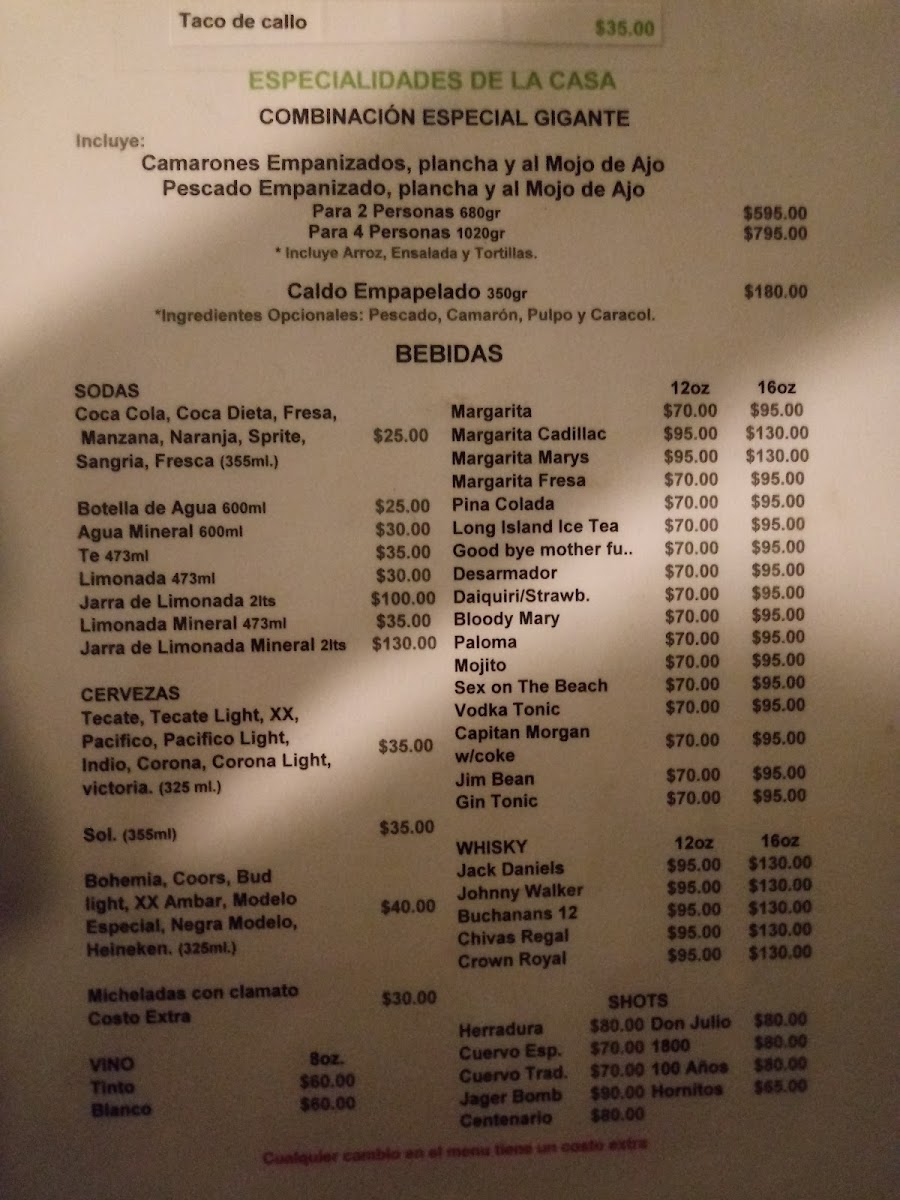 Taco de callo $35.00
ESPECIALIDADES DE LA CASA
COMBINACIÓN ESPECIAL GIGANTE
Incluye:
Camarones Empanizados, plancha y al Mojo de Ajo
Pescado Empanizado, plancha y al Mojo de Ajo
Para 2 Personas 680gr $595.00
Para 4 Personas 1020gr $795.00
* Incluye Arroz, Ensalada y Tortillas.
Caldo Empapelado 350gr $180.00
*Ingredientes Opcionales: Pescado, Camarón, Pulpo y Caracol.
BEBIDAS
SODAS
Coca Cola, Coca Dieta, Fresa,
Manzana, Naranja, Sprite, $25.00
Sangria, Fresca (355ml.)
Botella de Agua 600ml $25.00
Agua Mineral 600ml $30.00
Te 473ml $35.00
Limonada 473ml $30.00
Jarra de Limonada 2lts $100.00
Limonada Mineral 473ml $35.00
Jarra de Limonada Mineral 2lts $130.00
CERVEZAS
Tecate, Tecate Light, XX,
Pacifico, Pacifico Light, $35.00
Indio, Corona, Corona Light,
victoria. (325 ml.)
Sol. (355ml) $35.00
Bohemia, Coors, Bud
light, XX Ambar, Modelo $40.00
Especial, Negra Modelo,
Heineken. (325ml.)
Micheladas con clamato $30.00
Costo Extra
VINO 8oz.
Tinto $60.00
Blanco $60.00
12oz 16oz
Margarita $70.00 $95.00
Margarita Cadillac $95.00 $130.00
Margarita Marys $95.00 $130.00
Margarita Fresa $70.00 $95.00
Pina Colada $70.00 $95.00
Long Island Ice Tea $70.00 $95.00
Good bye mother fu.. $70.00 $95.00
Desarmador $70.00 $95.00
Daiquiri/Strawb. $70.00 $95.00
Bloody Mary $70.00 $95.00
Paloma $70.00 $95.00
Mojito $70.00 $95.00
Sex on The Beach $70.00 $95.00
Vodka Tonic $70.00 $95.00
Capitan Morgan $70.00 $95.00
w/coke
Jim Bean $70.00 $95.00
Gin Tonic $70.00 $95.00
WHISKY 12oz 16oz
Jack Daniels $95.00 $130.00
Johnny Walker $95.00 $130.00
Buchanans 12 $95.00 $130.00
Chivas Regal $95.00 $130.00
Crown Royal $95.00 $130.00
SHOTS
Herradura $80.00 Don Julio $80.00
Cuervo Esp. $70.00 1800 $80.00
Cuervo Trad. $70.00 100 Años $80.00
Jager Bomb $90.00 Hornitos $65.00
Centenario $80.00
Cualquier cambio en el menu tiene un costo extra